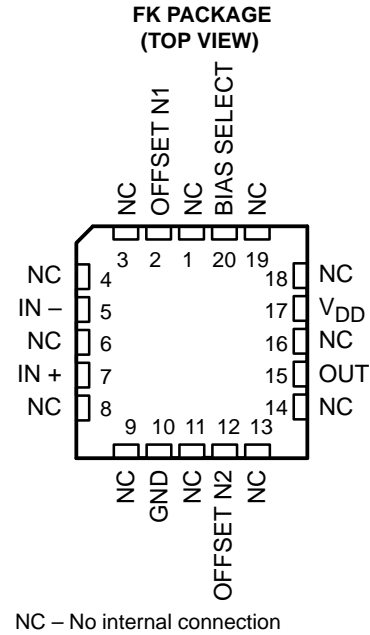 FK PACKAGE
(TOP VIEW)
NC
OFFSET N1
NC
BIAS SELECT
NC
3 2 1 20 19
NC 4
IN – 5
NC 6
IN + 7
NC 8
18 NC
17 VDD
16 NC
15 OUT
14 NC
9 10 11 12 13
NC
GND
NC
OFFSET N2
NC
NC – No internal connection